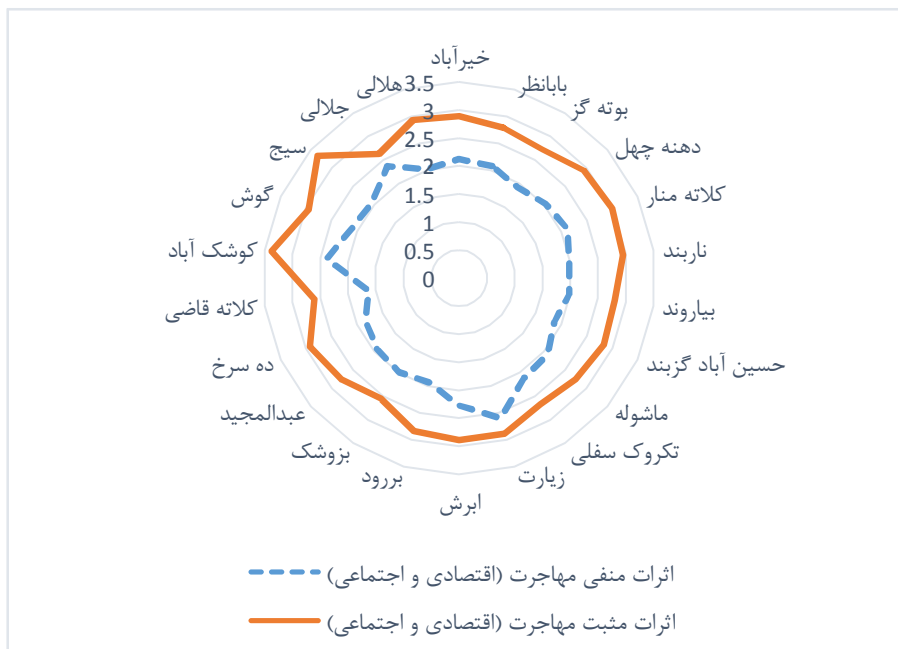 خیرآباد
بابانظر
بوته گز
دهنه چهل
کلاته منار
ناربند
بیاروند
حسین آباد گزبند
ماشوله
تکروک سفلی
زیارت
ابرش
بررود
بزوشک
عبدالمجید
ده سرخ
کلاته قاضی
کوشک آباد
گوش
سیج
جلالی
هلالی
3.5
3
2.5
2
1.5
1
0.5
0
اثرات منفی مهاجرت (اقتصادی و اجتماعی)
اثرات مثبت مهاجرت (اقتصادی و اجتماعی)